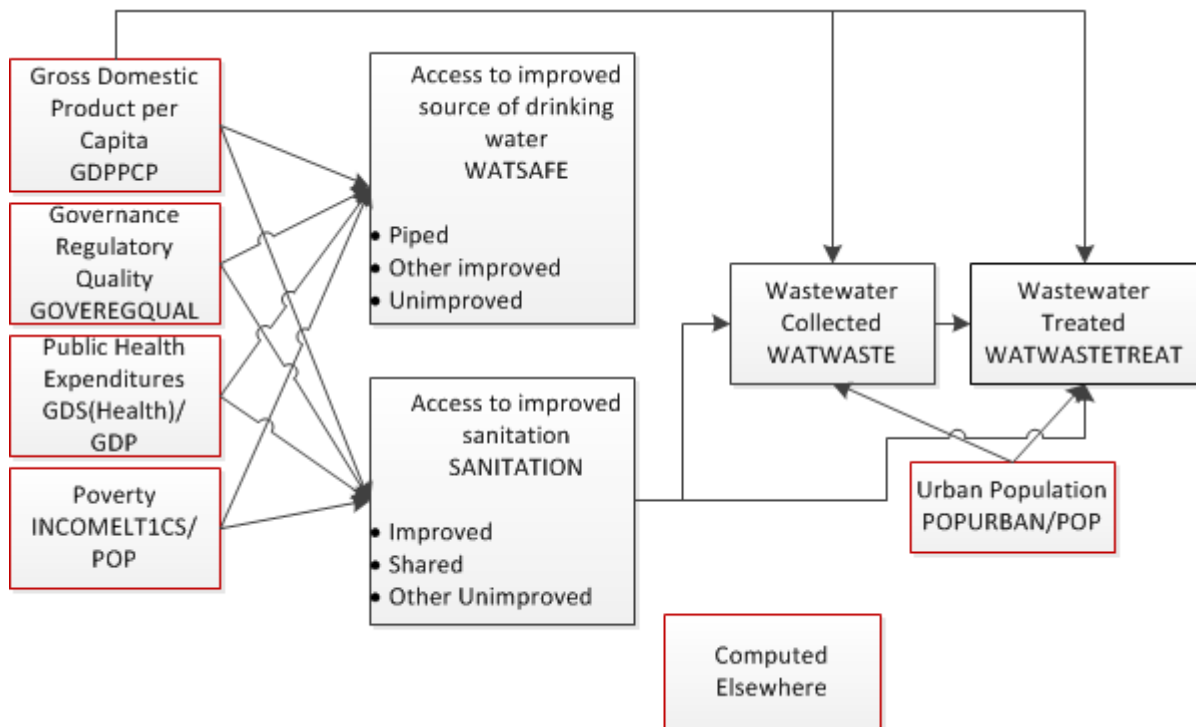 Gross Domestic
Product per
Capita
GDPPCP
Governance
Regulatory
Quality
GOVEREGQUAL
Public Health
Expenditures
GDS(Health)/
GDP
Poverty
INCOMELT1CS/
POP
Access to improved
source of drinking
water
WATSAFE
• Piped
• Other improved
• Unimproved
Access to improved
sanitation
SANITATION
• Improved
• Shared
• Other Unimproved
Wastewater
Collected
WATWASTE
Wastewater
Treated
WATWASTETREAT
Urban Population
POPURBAN/POP
Computed
Elsewhere